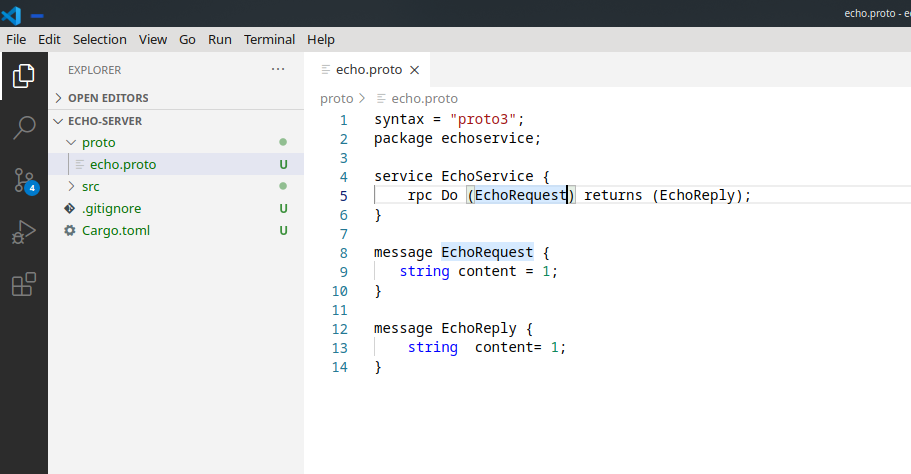 echo.proto - e
File Edit Selection View Go Run Terminal Help
EXPLORER ···
OPEN EDITORS
ECHO-SERVER
proto
echo.proto U
src
.gitignore U
Cargo.toml U
4
echo.proto
proto > echo.proto
1 syntax = "proto3";
2 package echoservice;
3
4 service EchoService {
5     rpc Do (EchoRequest) returns (EchoReply);
6 }
7
8 message EchoRequest {
9    string content = 1;
10 }
11
12 message EchoReply {
13     string  content= 1;
14 }